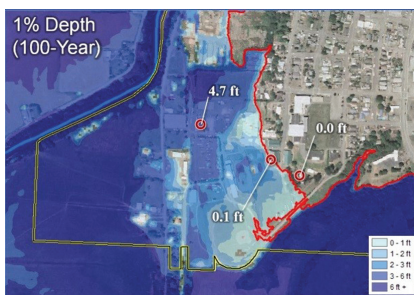 1% Depth
(100-Year)
4.7 ft
0.0 ft
0.1 ft
0 - 1 ft
1 - 2 ft
2 - 3 ft
3 - 6 ft
6 ft +